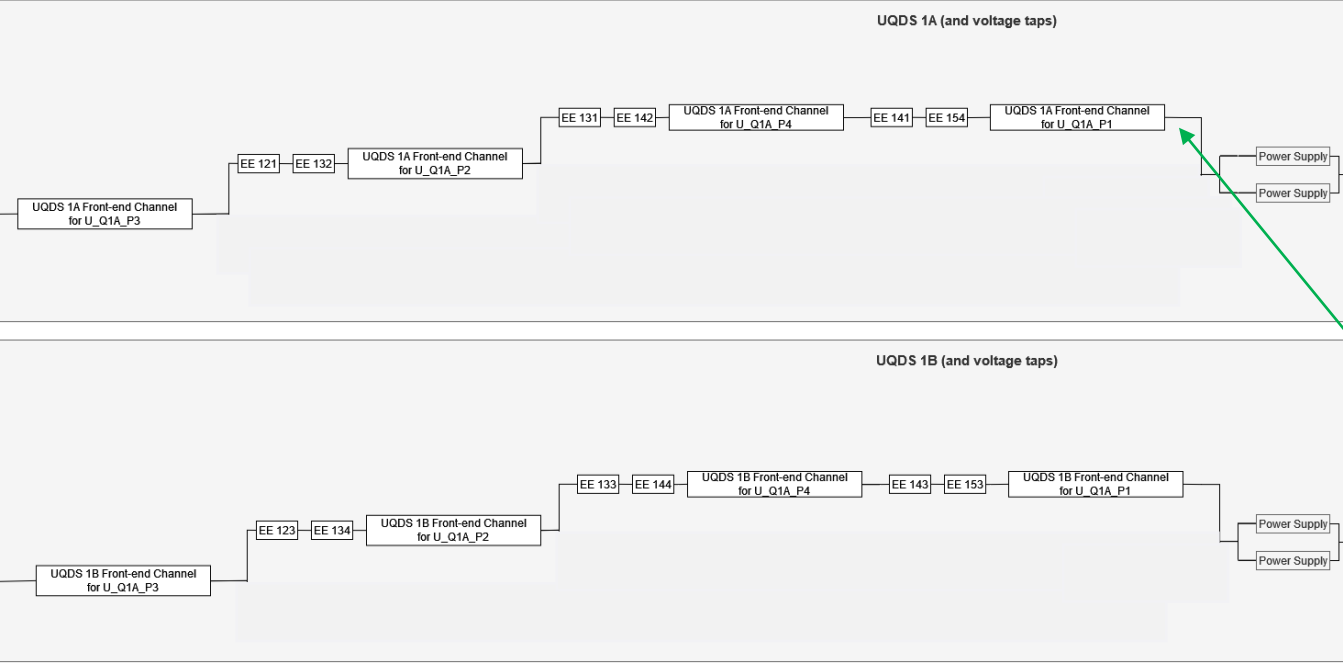 UQDS 1A (and voltage taps)
EE 131
EE 142
UQDS 1A Front-end Channel
for U_Q1A_P4
EE 141
EE 154
UQDS 1A Front-end Channel
for U_Q1A_P1
EE 121
EE 132
UQDS 1A Front-end Channel
for U_Q1A_P2
Power Supply
Power Supply
UQDS 1A Front-end Channel
for U_Q1A_P3
UQDS 1B (and voltage taps)
EE 133
EE 144
UQDS 1B Front-end Channel
for U_Q1A_P4
EE 143
EE 153
UQDS 1B Front-end Channel
for U_Q1A_P1
EE 123
EE 134
UQDS 1B Front-end Channel
for U_Q1A_P2
Power Supply
Power Supply
UQDS 1B Front-end Channel
for U_Q1A_P3